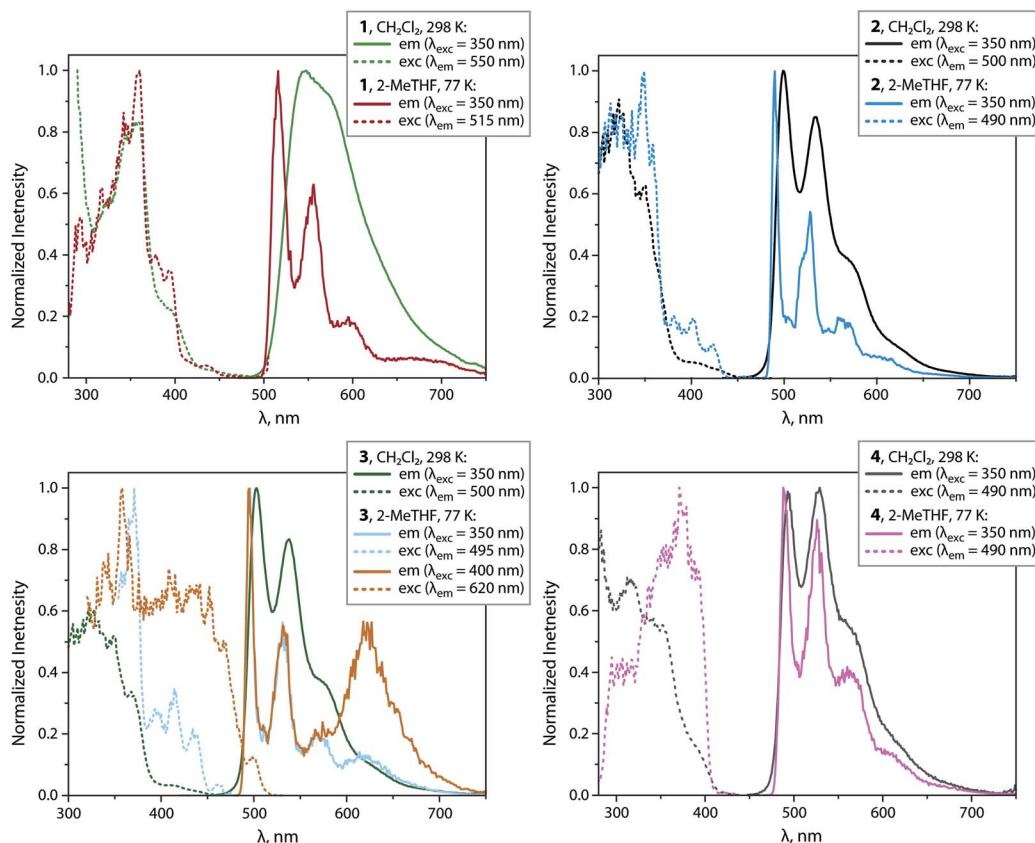 1, CH₂Cl₂, 298 K:
em (λexc = 350 nm)
exc (λem = 550 nm)
1, 2-MeTHF, 77 K:
em (λexc = 350 nm)
exc (λem = 515 nm)
Normalized Inetnesity
1.0
0.8
0.6
0.4
0.2
0.0
300 400 500 600 700
λ, nm
2, CH₂Cl₂, 298 K:
em (λexc = 350 nm)
exc (λem = 500 nm)
2, 2-MeTHF, 77 K:
em (λexc = 350 nm)
exc (λem = 490 nm)
Normalized Inetnesity
1.0
0.8
0.6
0.4
0.2
0.0
300 400 500 600 700
λ, nm
3, CH₂Cl₂, 298 K:
em (λexc = 350 nm)
exc (λem = 500 nm)
3, 2-MeTHF, 77 K:
em (λexc = 350 nm)
exc (λem = 495 nm)
em (λexc = 400 nm)
exc (λem = 620 nm)
Normalized Inetnesity
1.0
0.8
0.6
0.4
0.2
0.0
300 400 500 600 700
λ, nm
4, CH₂Cl₂, 298 K:
em (λexc = 350 nm)
exc (λem = 490 nm)
4, 2-MeTHF, 77 K:
em (λexc = 350 nm)
exc (λem = 490 nm)
Normalized Inetnesity
1.0
0.8
0.6
0.4
0.2
0.0
300 400 500 600 700
λ, nm